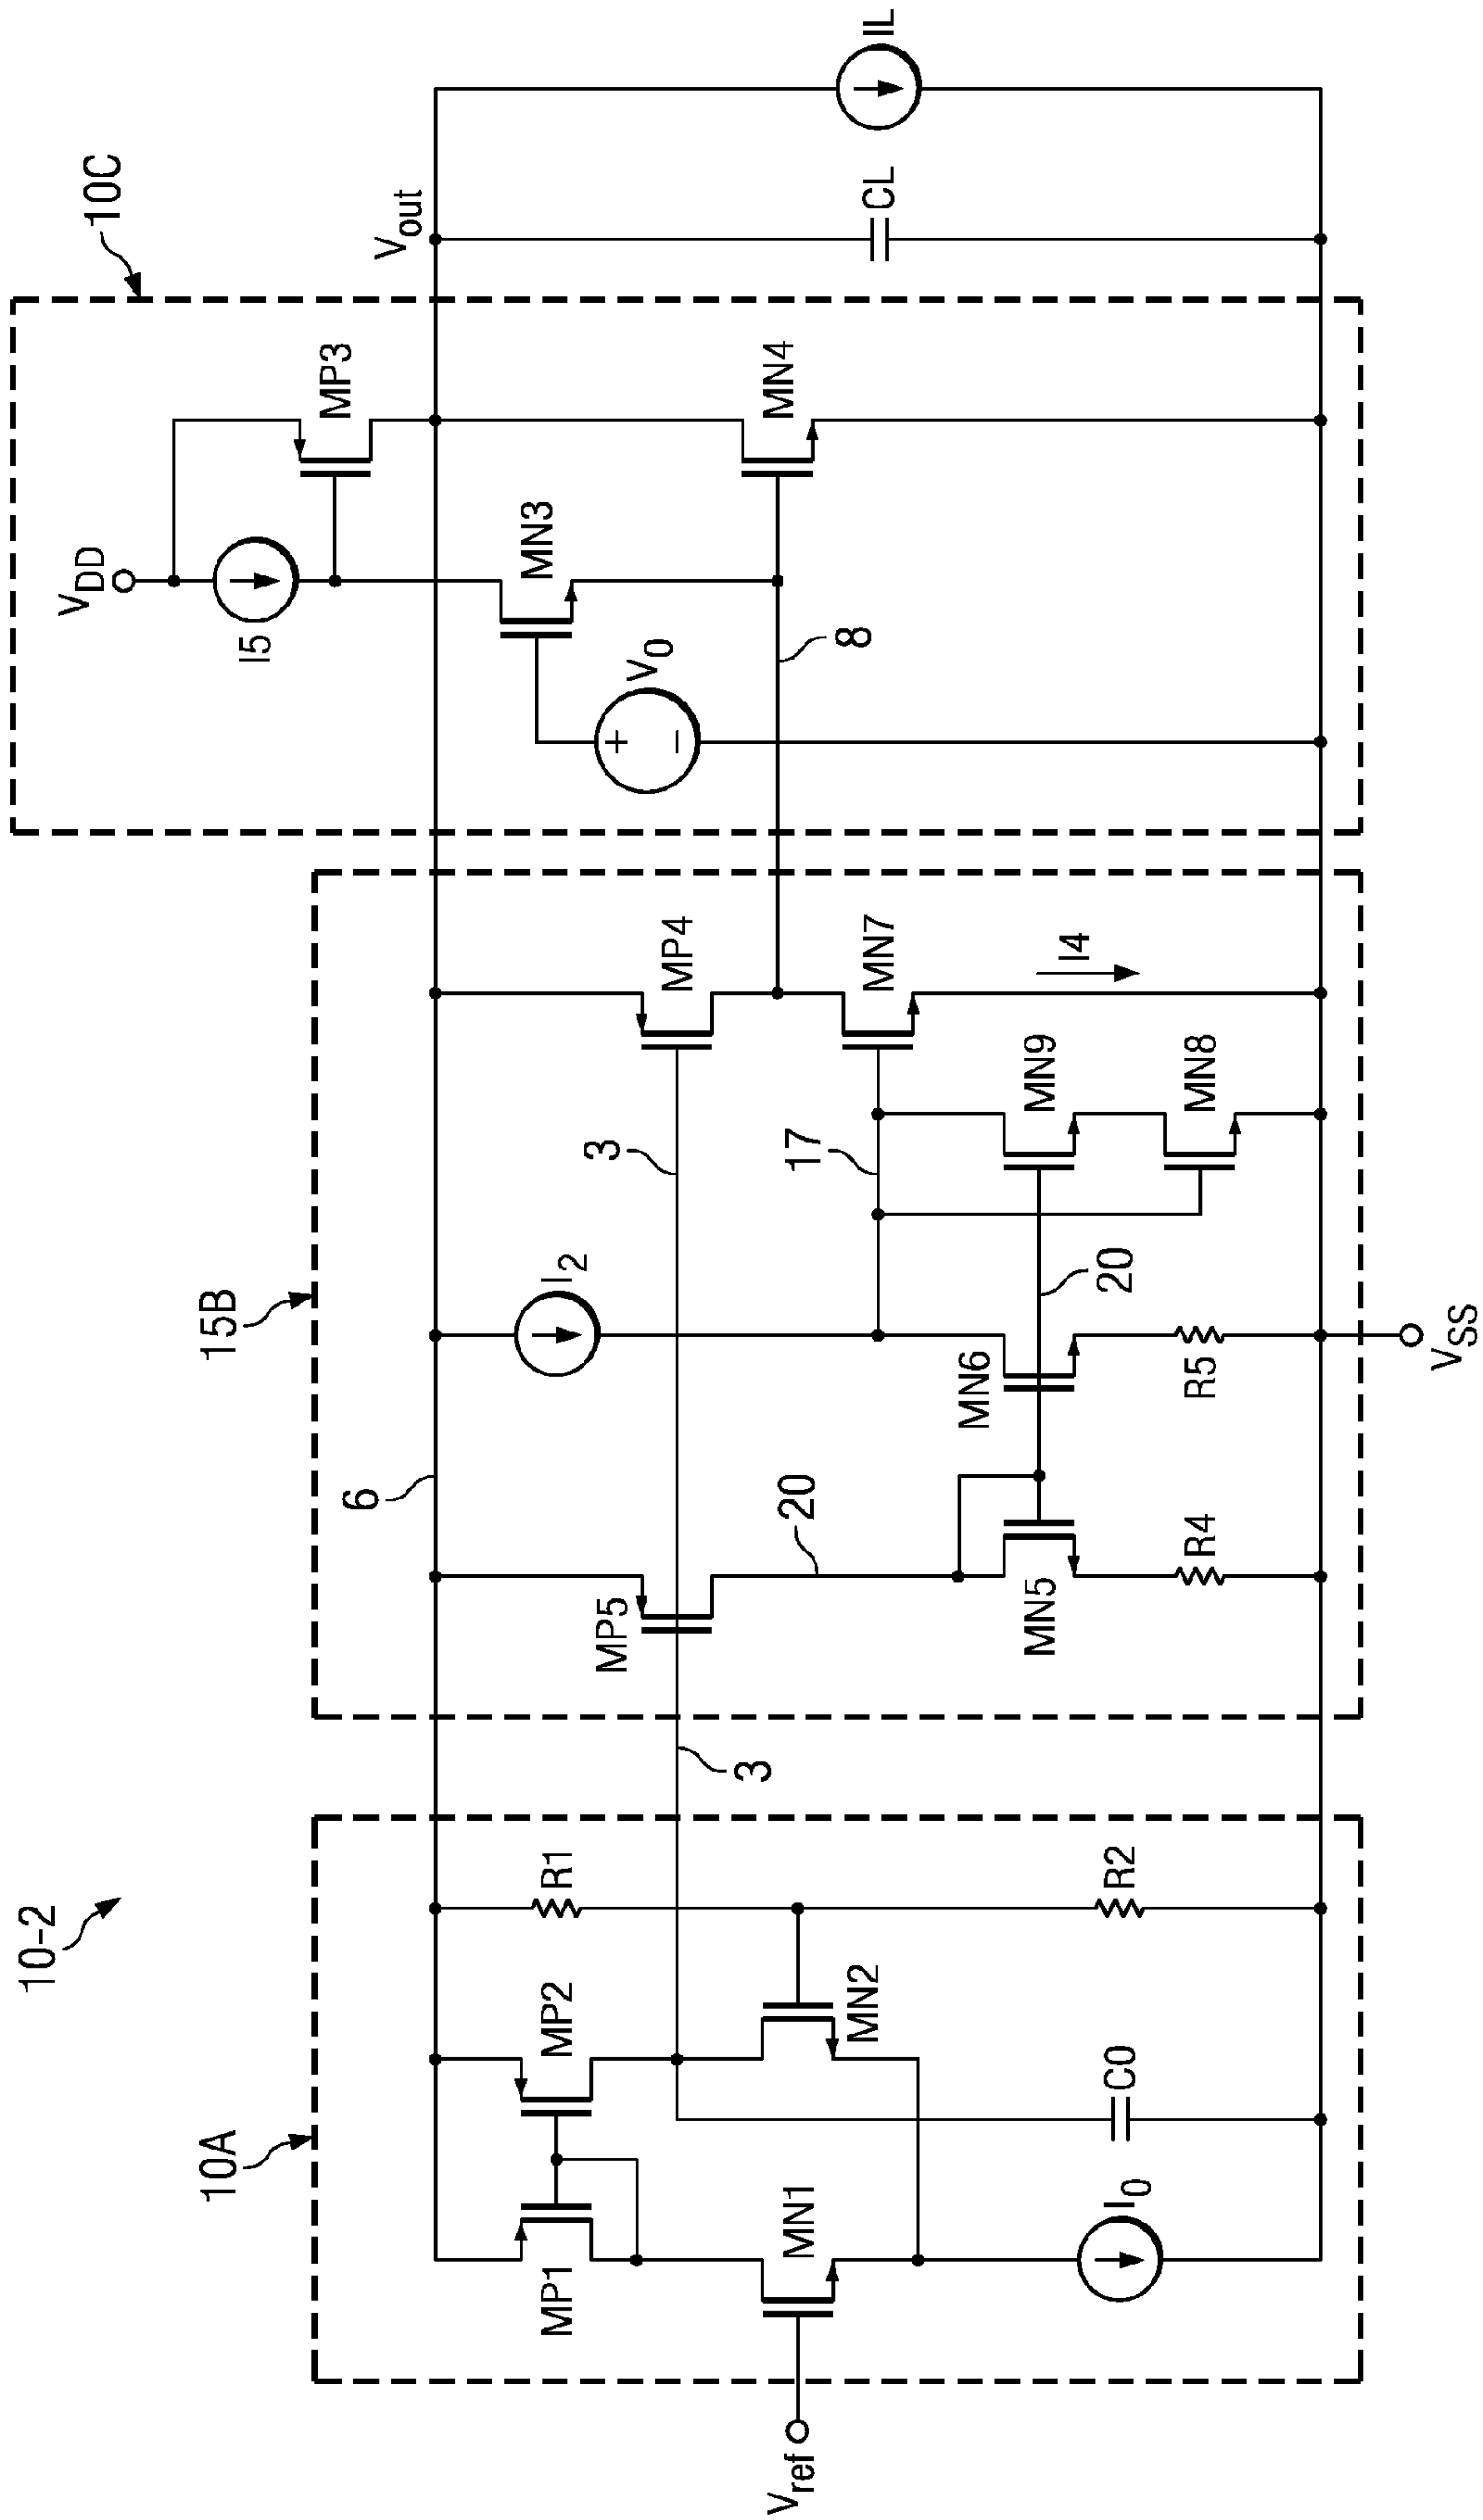 10-2
10A
15B
10C
VDD
I5
MP3
Vout
MN3
V0
MN4
8
CL
IL
6
I2
3
MP4
MP5
20
17
MN7
I4
MN6
MN9
MN5
20
MN8
R4
R5
VSS
3
MP1
MP2
R1
MN1
MN2
Vref
I0
C0
R2